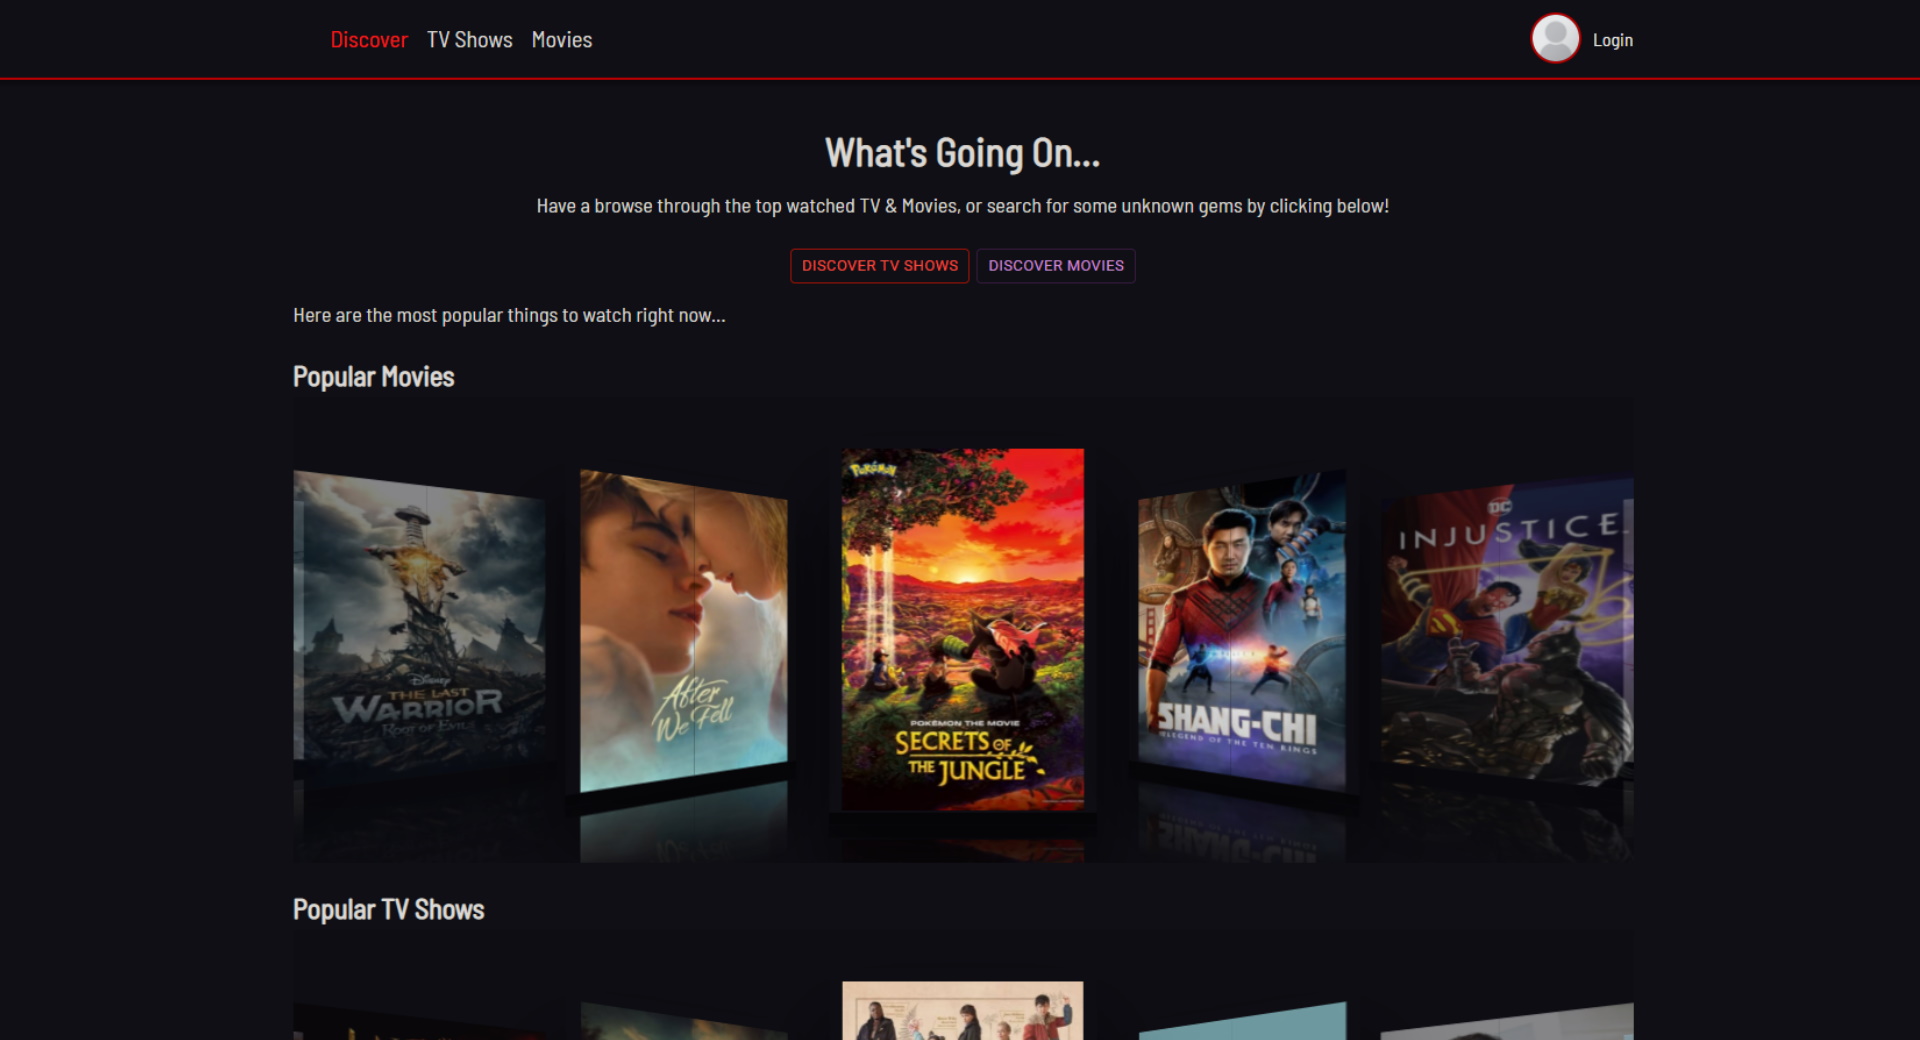 Discover TV Shows Movies Login
What's Going On...
Have a browse through the top watched TV & Movies, or search for some unknown gems by clicking below!
DISCOVER TV SHOWS DISCOVER MOVIES
Here are the most popular things to watch right now...
Popular Movies
DISNEY
THE LAST
WARRIOR
ROOT OF EVIL
After
We Fell
POKÉMON
POKÉMON THE MOVIE
SECRETS OF
THE JUNGLE
SHANG-CHI
LEGEND OF THE TEN RINGS
DC
INJUSTICE
Popular TV Shows